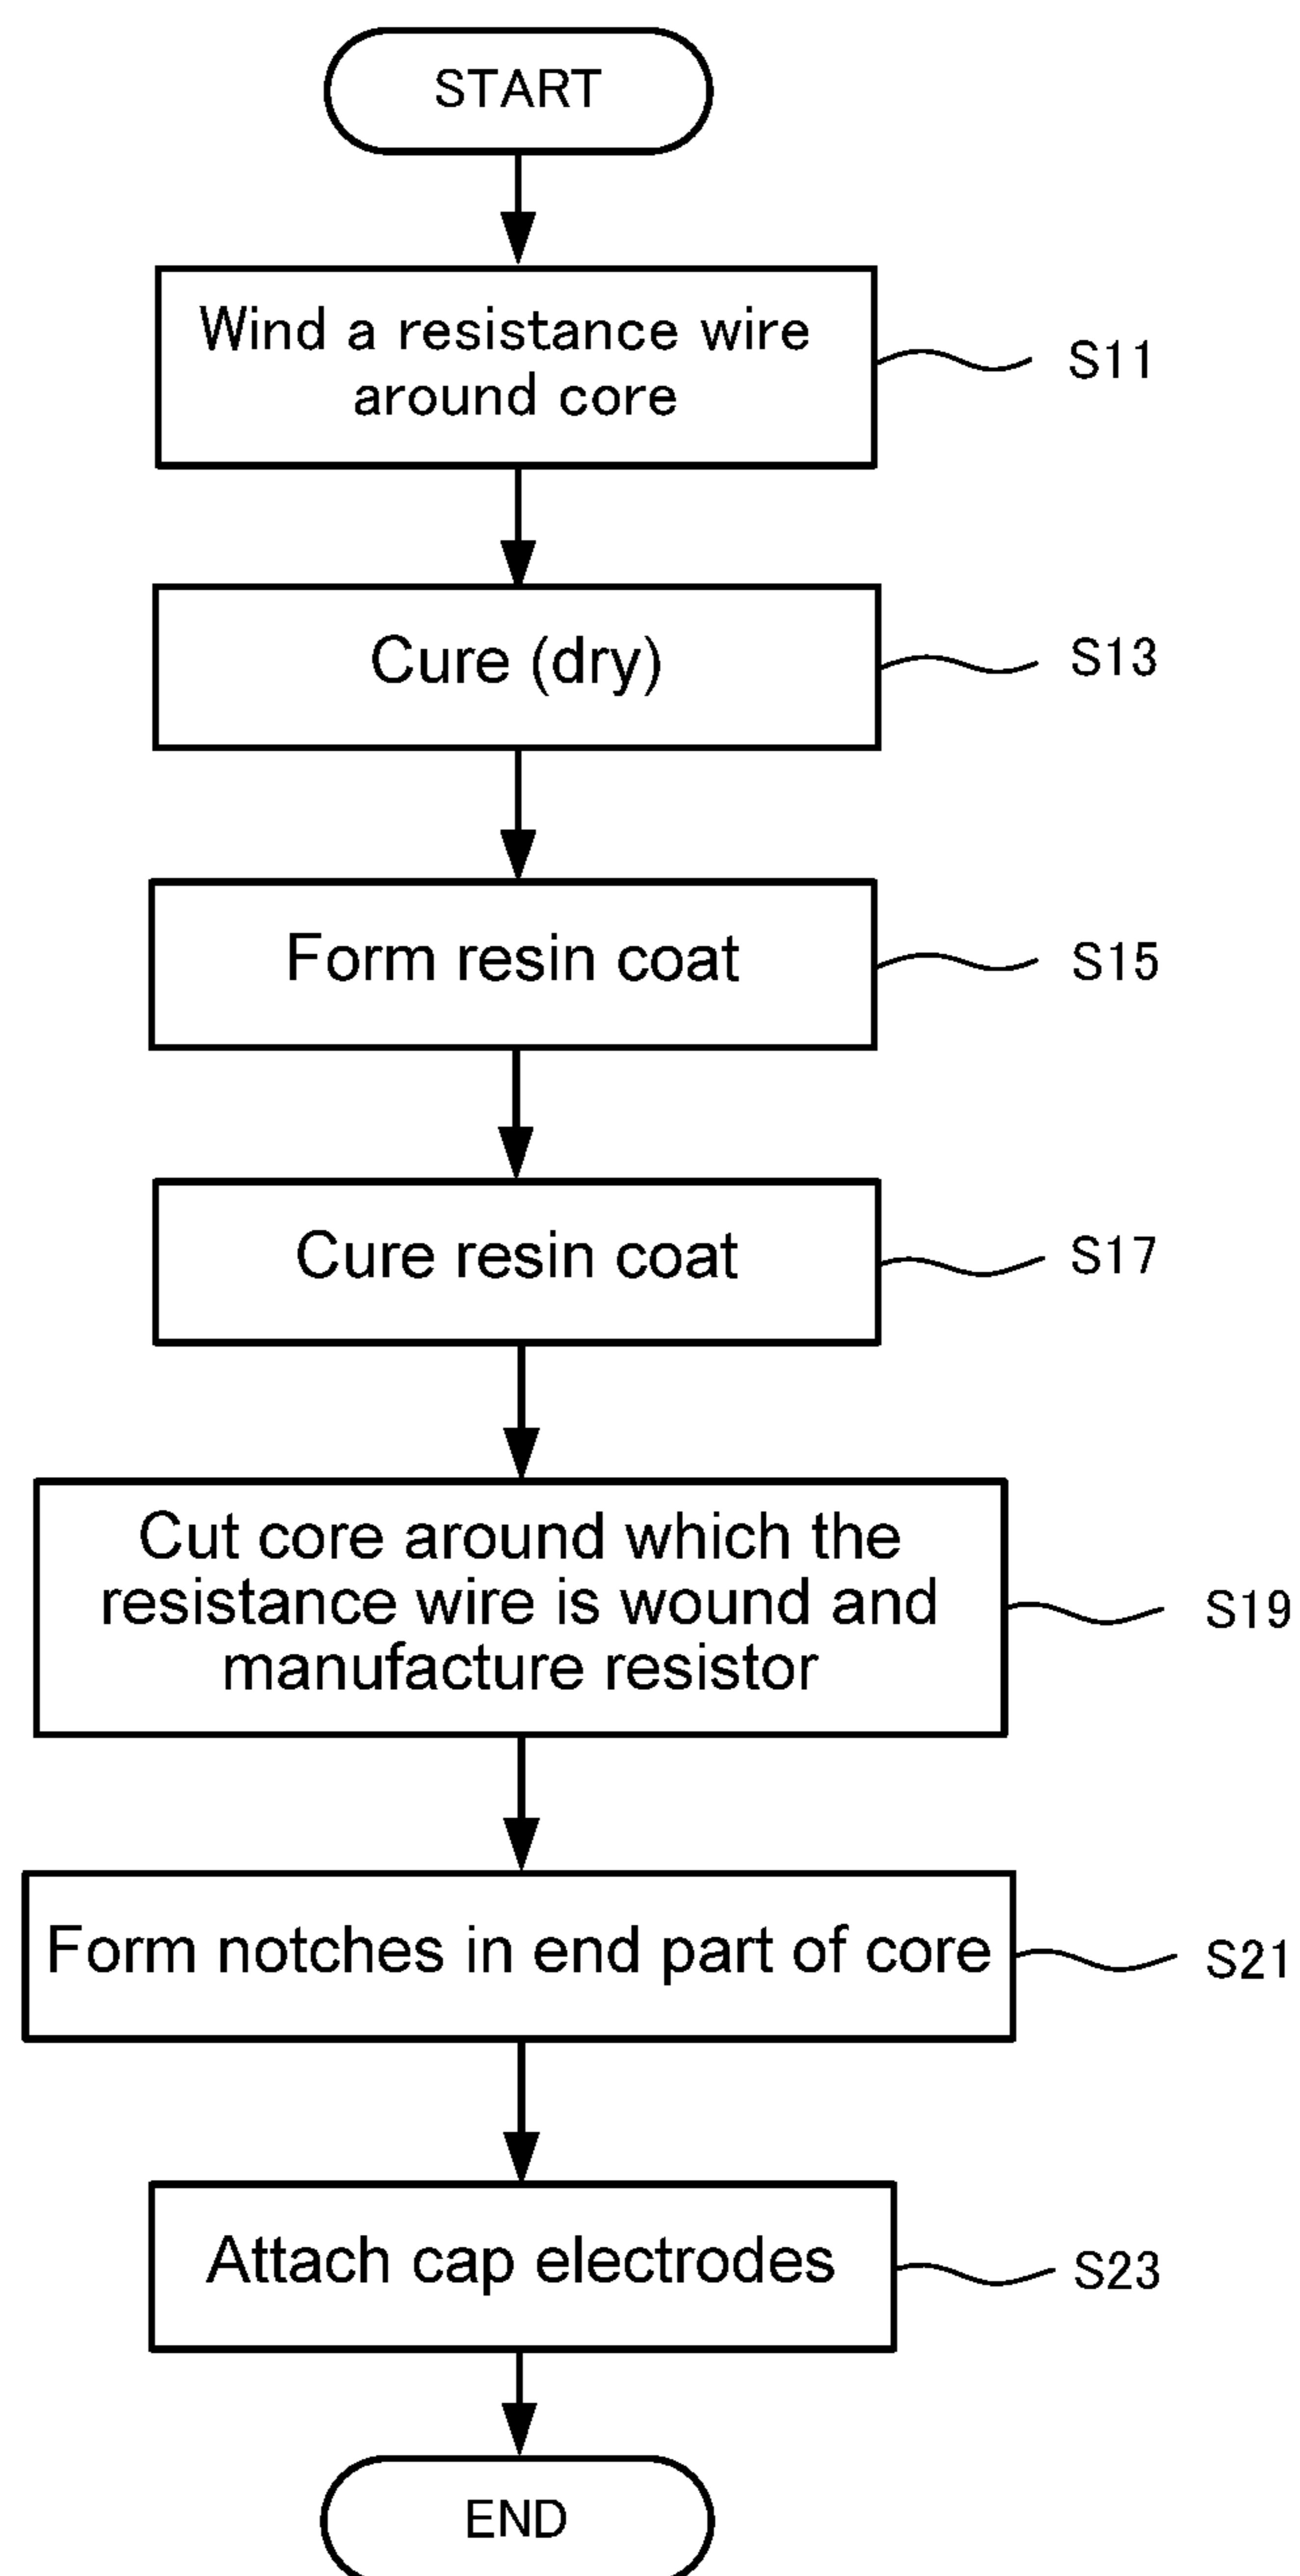 START
Wind a resistance wire
around core
S11
Cure (dry)
S13
Form resin coat
S15
Cure resin coat
S17
Cut core around which the
resistance wire is wound and
manufacture resistor
S19
Form notches in end part of core
S21
Attach cap electrodes
S23
END